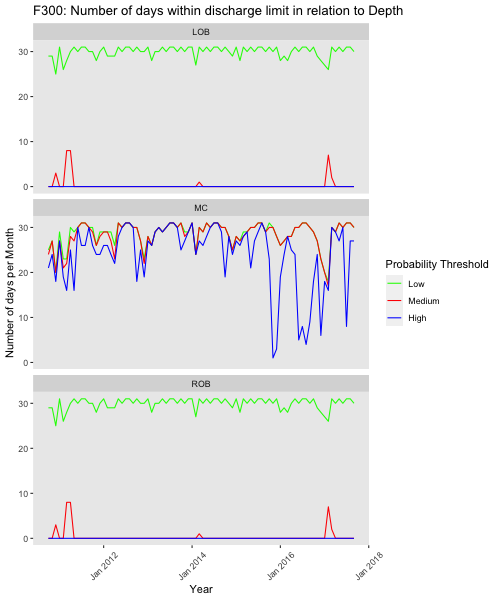 F300: Number of days within discharge limit in relation to Depth
LOB
30
20
10
0
MC
30
20
10
0
ROB
30
20
10
0
Number of days per Month
Jan 2012
Jan 2014
Jan 2016
Jan 2018
Year
Probability Threshold
Low
Medium
High